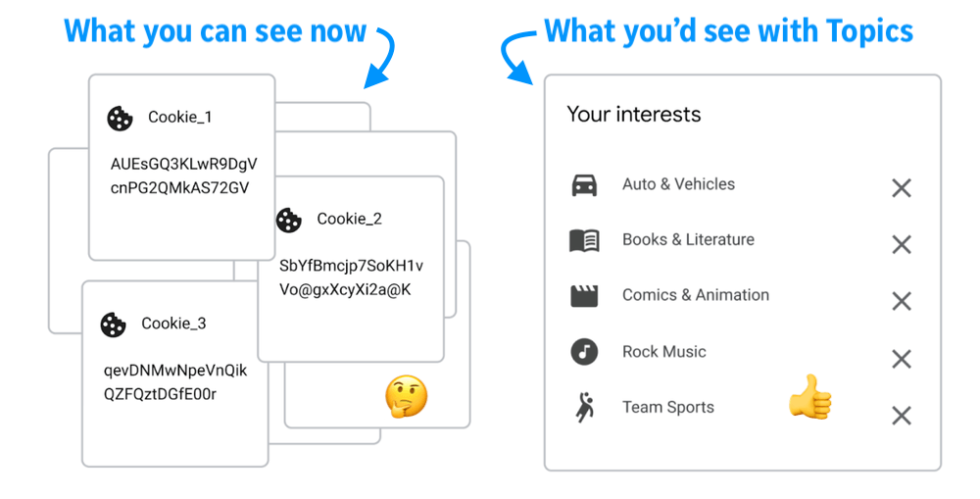 What you can see now
What you’d see with Topics
Cookie_1
AUEsGQ3KLwR9DgV
cnPG2QMkAS72GV
Cookie_2
SbYfBmcjp7SoKH1v
Vo@gxXcyXi2a@K
Cookie_3
qevDNMwNpeVnQik
QZFQztDGfE00r
Your interests
Auto & Vehicles
Books & Literature
Comics & Animation
Rock Music
Team Sports